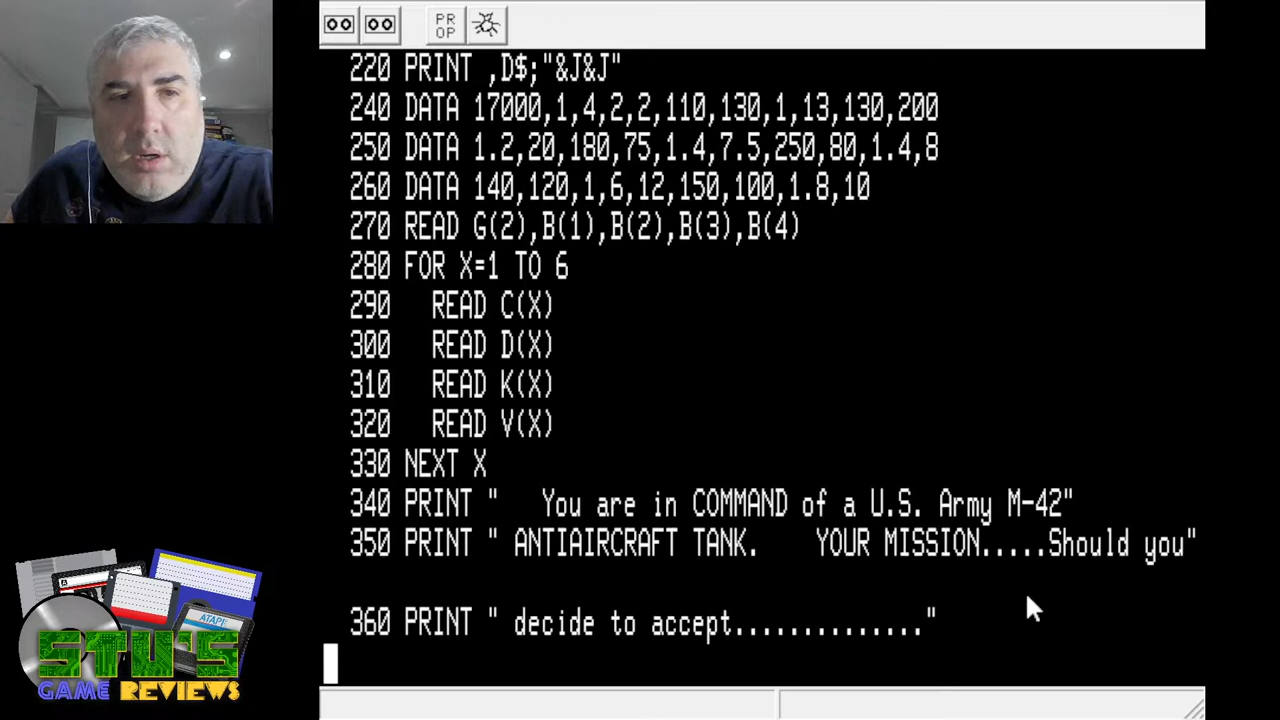 PR
OP
220 PRINT ,D$;"&J&J"
240 DATA 17000,1,4,2,2,110,130,1,13,130,200
250 DATA 1.2,20,180,75,1.4,7.5,250,80,1.4,8
260 DATA 140,120,1,6,12,150,100,1.8,10
270 READ G(2),B(1),B(2),B(3),B(4)
280 FOR X=1 TO 6
290   READ C(X)
300   READ D(X)
310   READ K(X)
320   READ V(X)
330 NEXT X
340 PRINT "   You are in COMMAND of a U.S. Army M-42"
350 PRINT " ANTIAIRCRAFT TANK.    YOUR MISSION.....Should you"
360 PRINT " decide to accept.............."
ATARI
STU'S
GAME REVIEWS